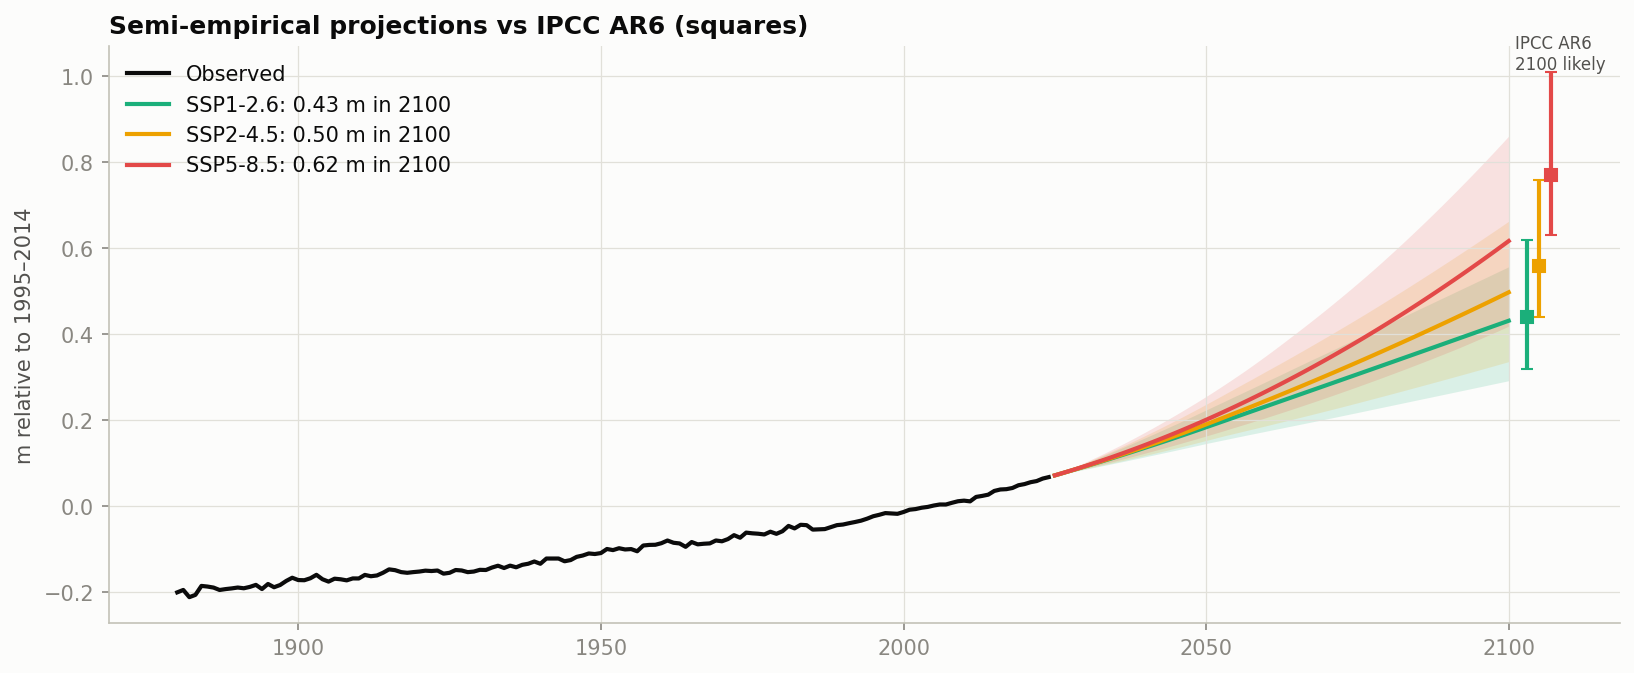 Semi-empirical projections vs IPCC AR6 (squares)
IPCC AR6
2100 likely
Observed
SSP1-2.6: 0.43 m in 2100
SSP2-4.5: 0.50 m in 2100
SSP5-8.5: 0.62 m in 2100
m relative to 1995–2014
1.0
0.8
0.6
0.4
0.2
0.0
−0.2
1900
1950
2000
2050
2100